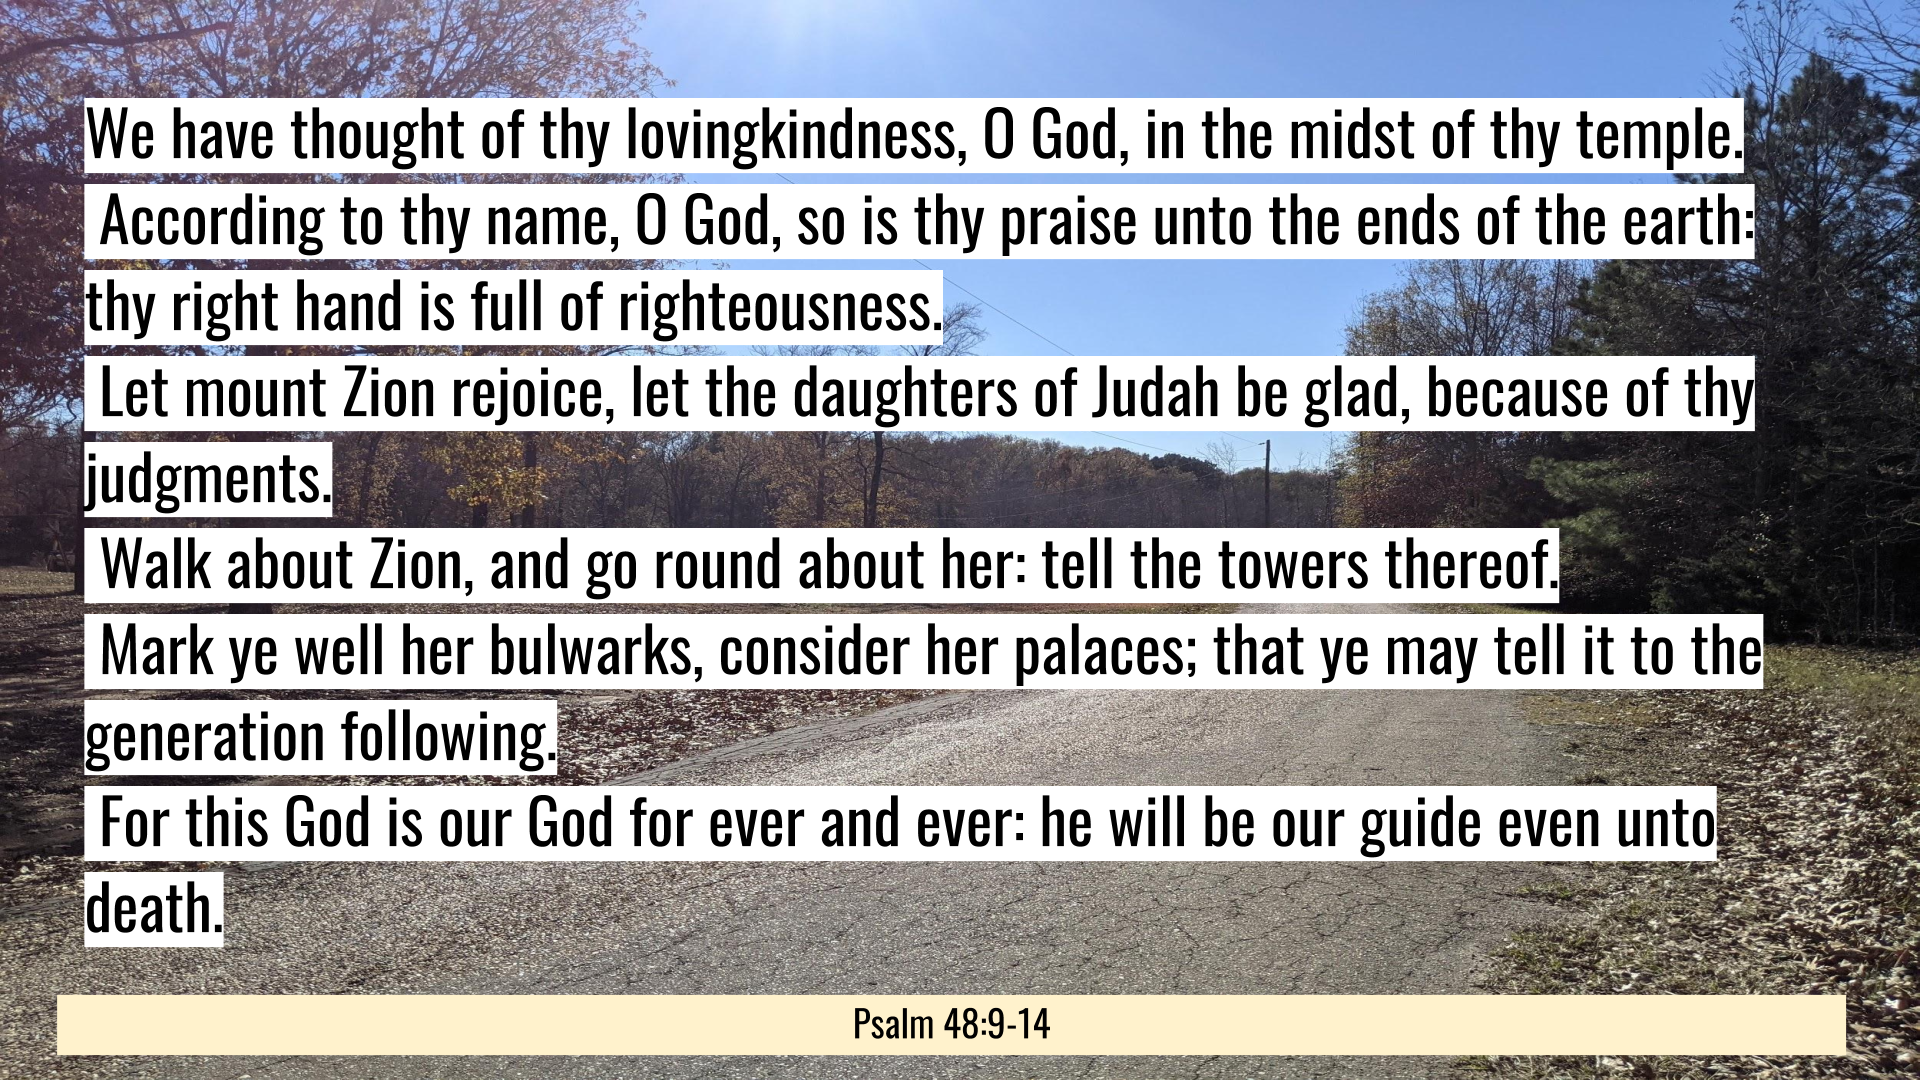 We have thought of thy lovingkindness, O God, in the midst of thy temple.
According to thy name, O God, so is thy praise unto the ends of the earth:
thy right hand is full of righteousness.
Let mount Zion rejoice, let the daughters of Judah be glad, because of thy
judgments.
Walk about Zion, and go round about her: tell the towers thereof.
Mark ye well her bulwarks, consider her palaces; that ye may tell it to the
generation following.
For this God is our God for ever and ever: he will be our guide even unto
death.
Psalm 48:9-14